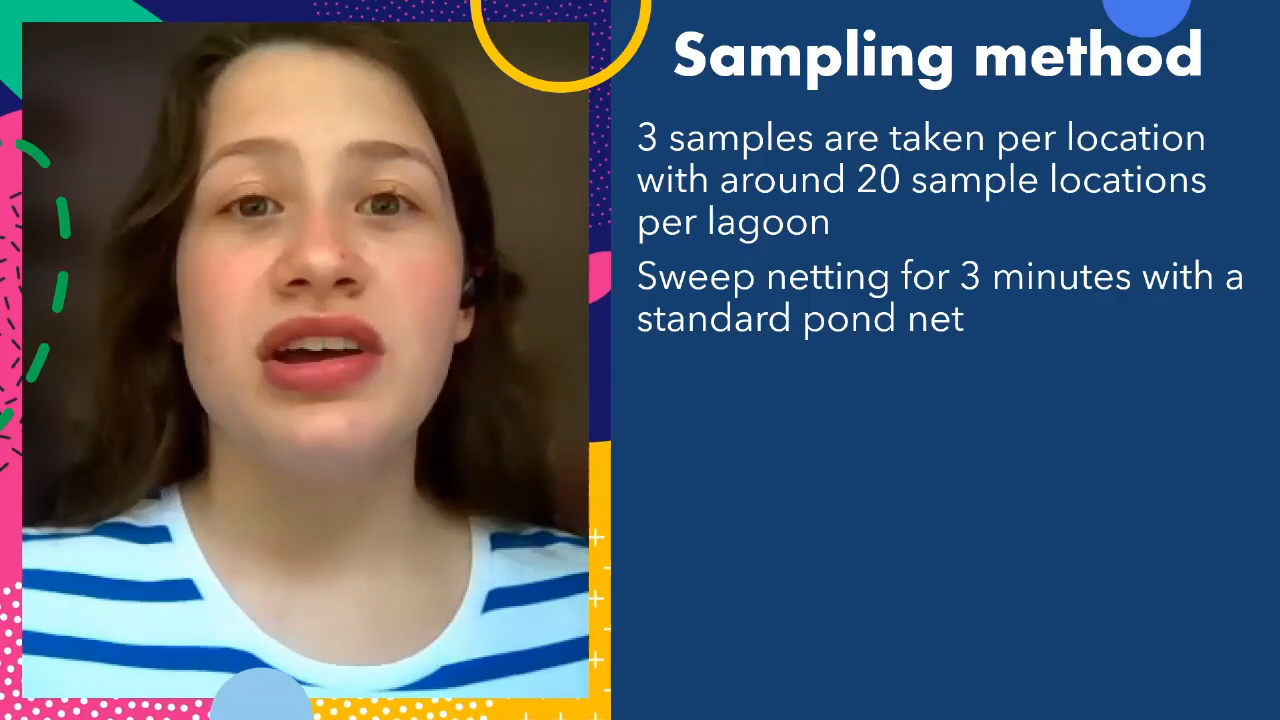 Sampling method
3 samples are taken per location
with around 20 sample locations
per lagoon
Sweep netting for 3 minutes with a
standard pond net